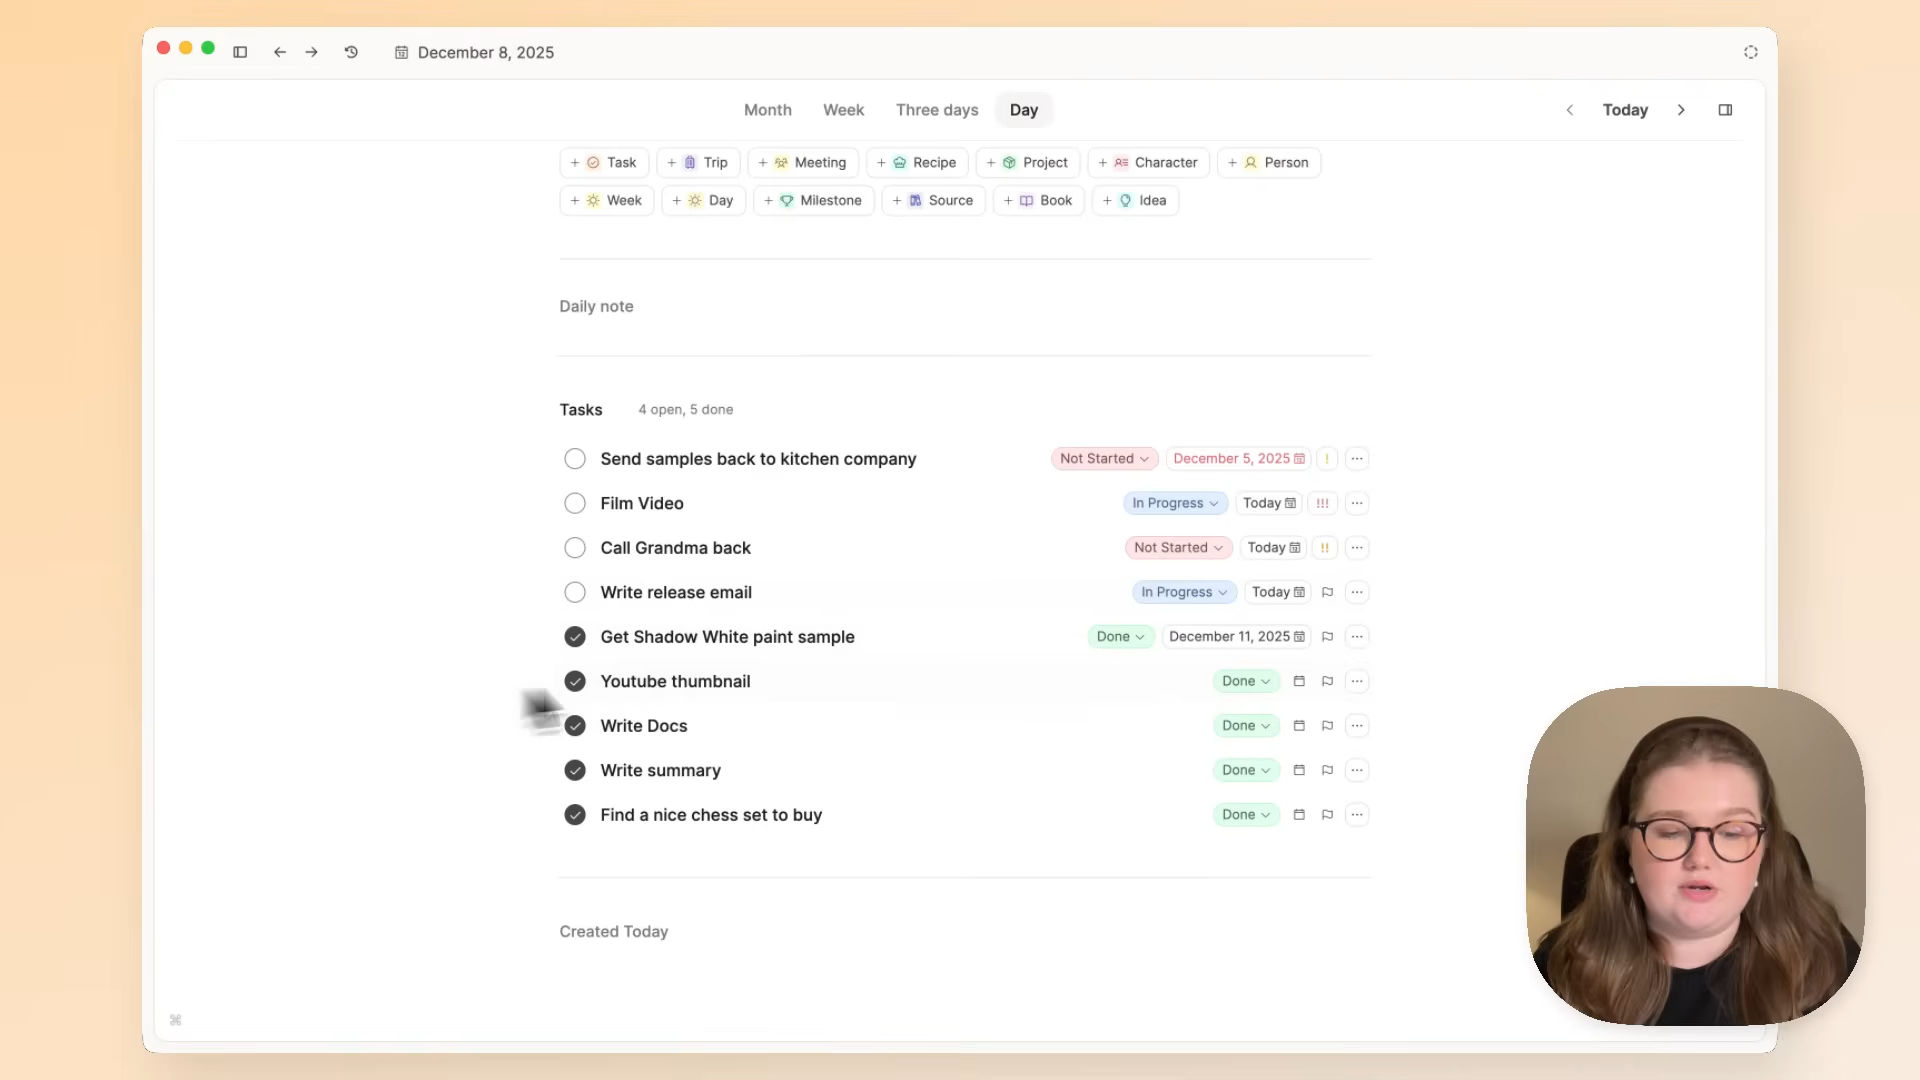 December 8, 2025
Month Week Three days Day
Today
+ Task + Trip + Meeting + Recipe + Project + Character + Person
+ Week + Day + Milestone + Source + Book + Idea
Daily note
Tasks 4 open, 5 done
Send samples back to kitchen company Not Started December 5, 2025 !
Film Video In Progress Today !!!
Call Grandma back Not Started Today !!
Write release email In Progress Today
Get Shadow White paint sample Done December 11, 2025
Youtube thumbnail Done
Write Docs Done
Write summary Done
Find a nice chess set to buy Done
Created Today